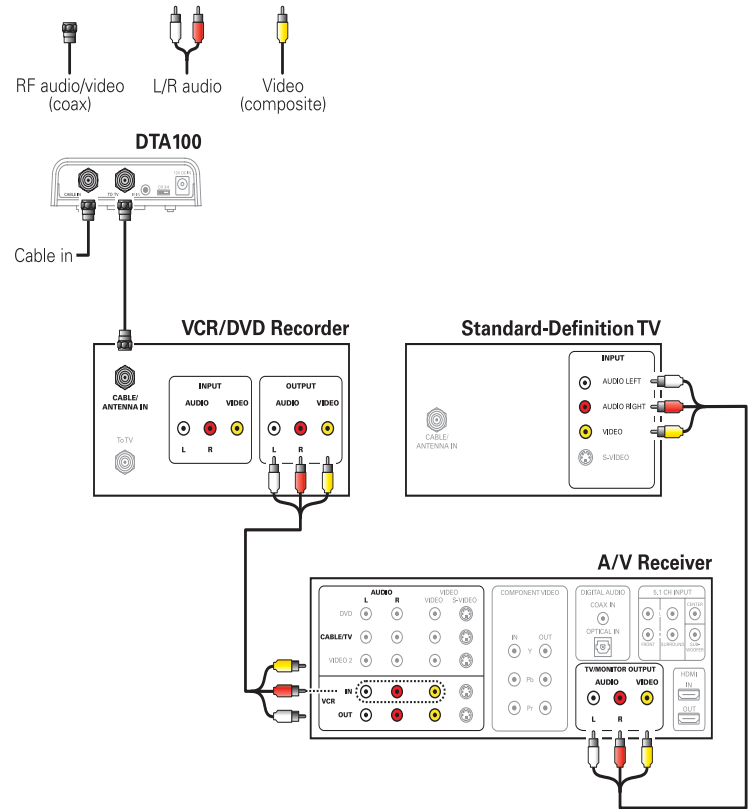 RF audio/video
(coax)
L/R audio
Video
(composite)
DTA100
CABLE IN
TO TV
12V DC IN
Cable in
VCR/DVD Recorder
CABLE/
ANTENNA IN
To TV
INPUT
AUDIO VIDEO
L R
OUTPUT
AUDIO VIDEO
L R
Standard-Definition TV
CABLE/
ANTENNA IN
INPUT
AUDIO LEFT
AUDIO RIGHT
VIDEO
S-VIDEO
A/V Receiver
AUDIO
L R
VIDEO
VIDEO S-VIDEO
DVD
CABLE/TV
VIDEO 2
VCR
IN
OUT
COMPONENT VIDEO
IN OUT
Y
Pb
Pr
DIGITAL AUDIO
COAX IN
OPTICAL IN
5.1 CH INPUT
CENTER
FRONT
SURROUND
SUB-
WOOFER
TV/MONITOR OUTPUT
AUDIO VIDEO
L R
HDMI
IN
OUT